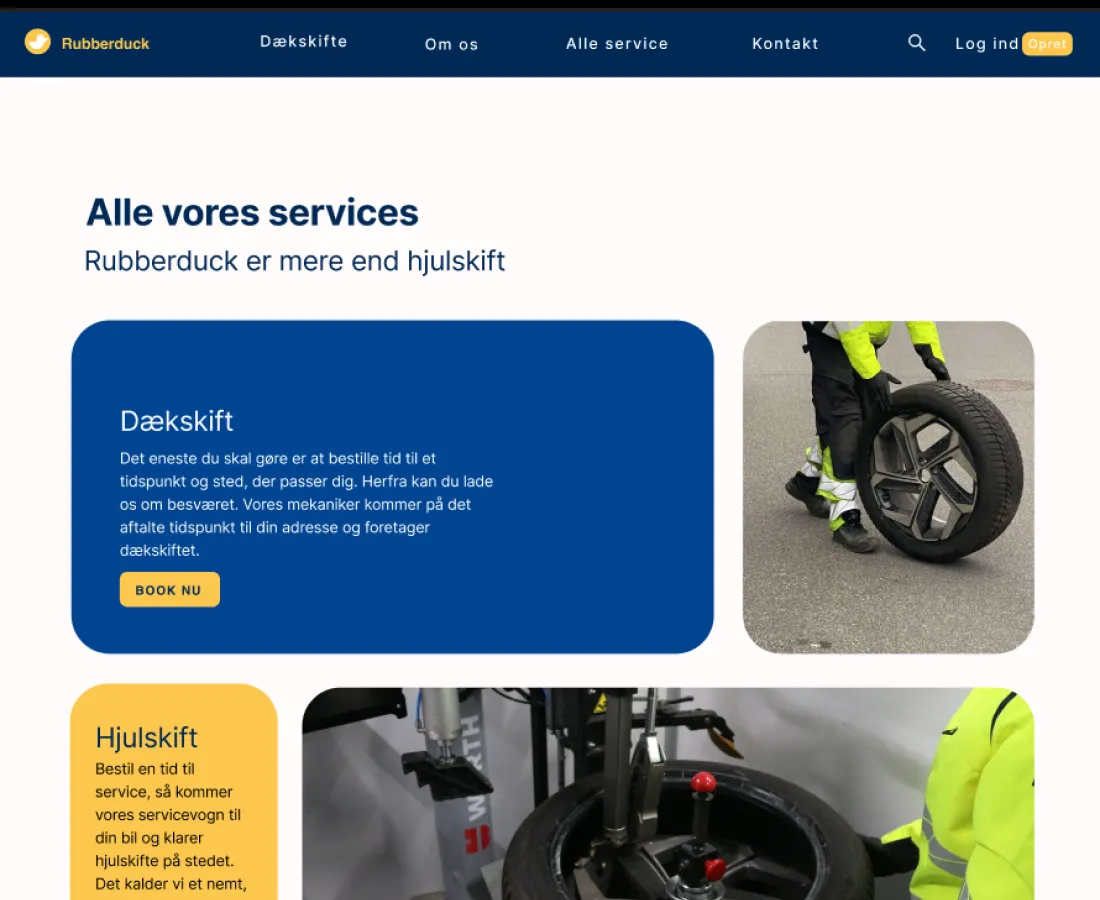 Rubberduck
Dækskifte
Om os
Alle service
Kontakt
Log ind
Opret
Alle vores services
Rubberduck er mere end hjulskift
Dækskift
Det eneste du skal gøre er at bestille tid til et
tidspunkt og sted, der passer dig. Herfra kan du lade
os om besværet. Vores mekaniker kommer på det
aftalte tidspunkt til din adresse og foretager
dækskiftet.
BOOK NU
Hjulskift
Bestil en tid til
service, så kommer
vores servicevogn til
din bil og klarer
hjulskifte på stedet.
Det kalder vi et nemt,